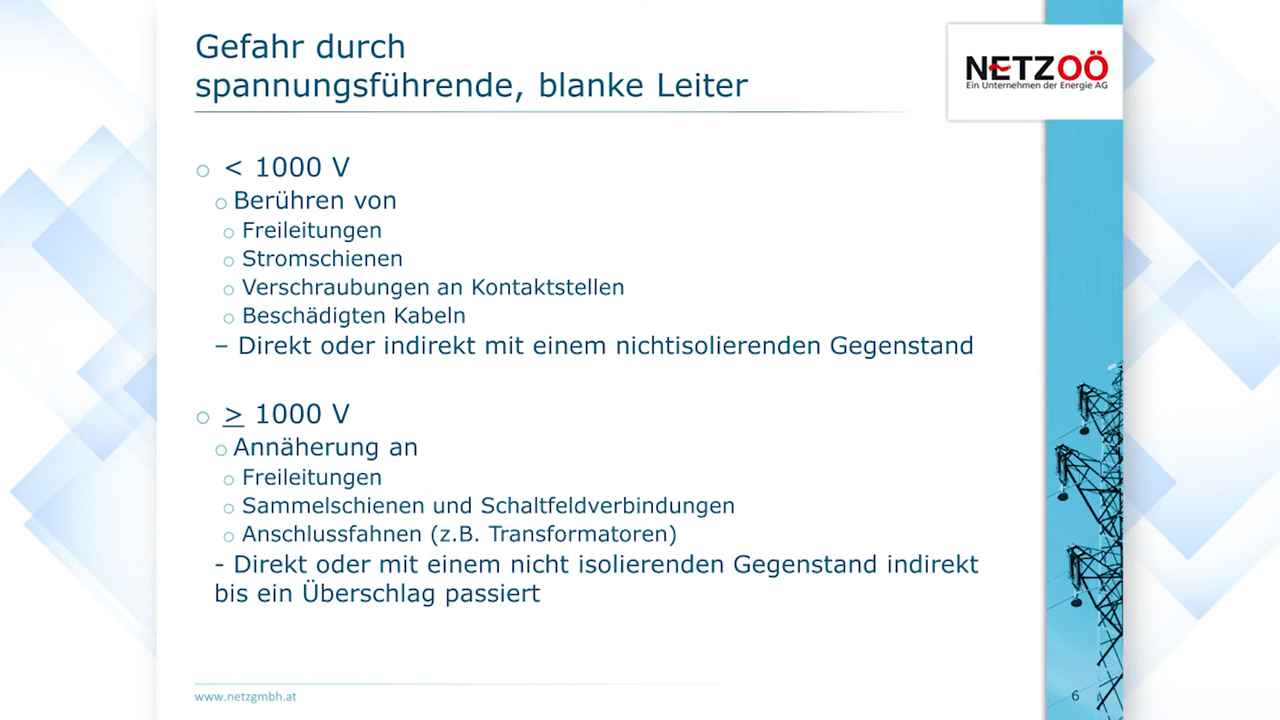 Gefahr durch
spannungsführende, blanke Leiter
NETZOÖ
Ein Unternehmen der Energie AG
< 1000 V
Berühren von
Freileitungen
Stromschienen
Verschraubungen an Kontaktstellen
Beschädigten Kabeln
– Direkt oder indirekt mit einem nichtisolierenden Gegenstand
> 1000 V
Annäherung an
Freileitungen
Sammelschienen und Schaltfeldverbindungen
Anschlussfahnen (z.B. Transformatoren)
- Direkt oder mit einem nicht isolierenden Gegenstand indirekt
bis ein Überschlag passiert
www.netzgmbh.at
6